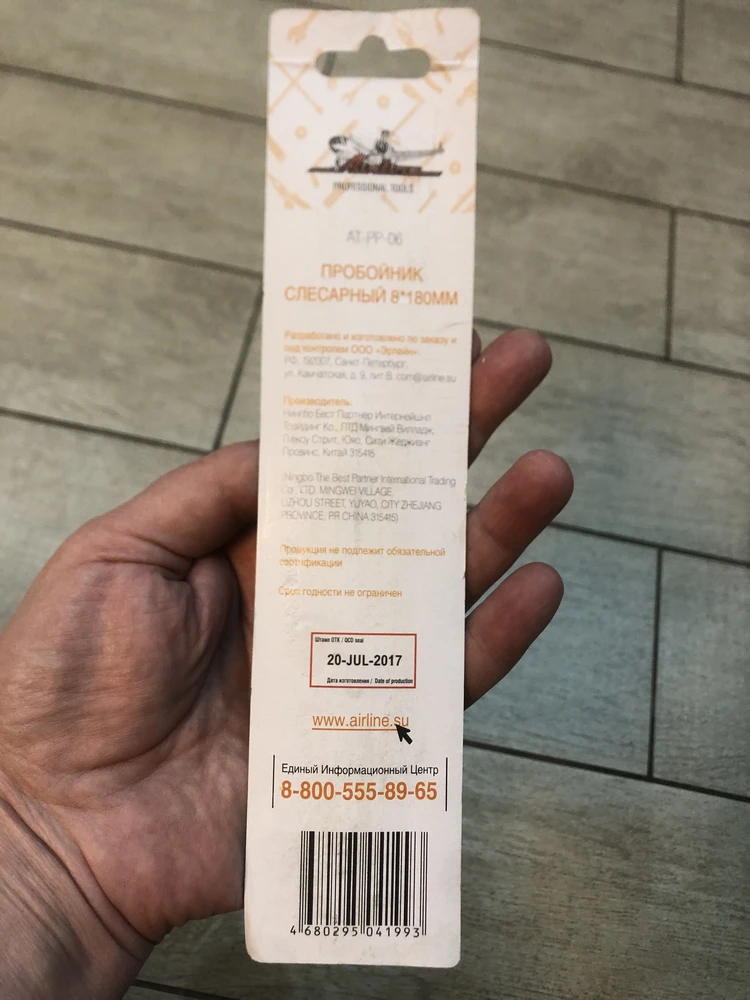 Airline
PROFESSIONAL TOOLS
AT-PP-06
ПРОБОЙНИК
СЛЕСАРНЫЙ 8*180ММ
Разработано и изготовлено по заказу и
под контролем ООО «Эрлайн»
РФ, 192007, Санкт-Петербург,
ул. Камчатская, д. 9, лит В. com@airline.su
Производитель:
Нингбо Бест Партнер Интернейшнл
Трэйдинг Ко., ЛТД Вилладж,
Стрит, Юяо, Сити Жеджианг
Провинс, Китай 315415
(Ningbo The Best Partner International Trading
Co., LTD. MINGWEI VILLAGE,
LIZHOU STREET, YUYAO, CITY ZHEJIANG
PROVINCE, PR CHINA 315415)
Продукция не подлежит обязательной
сертификации
Срок годности не ограничен
Штамп ОТК / QCD seal
20-JUL-2017
Дата изготовления / Date of production
www.airline.su
Единый Информационный Центр
8-800-555-89-65
4 680295 041993